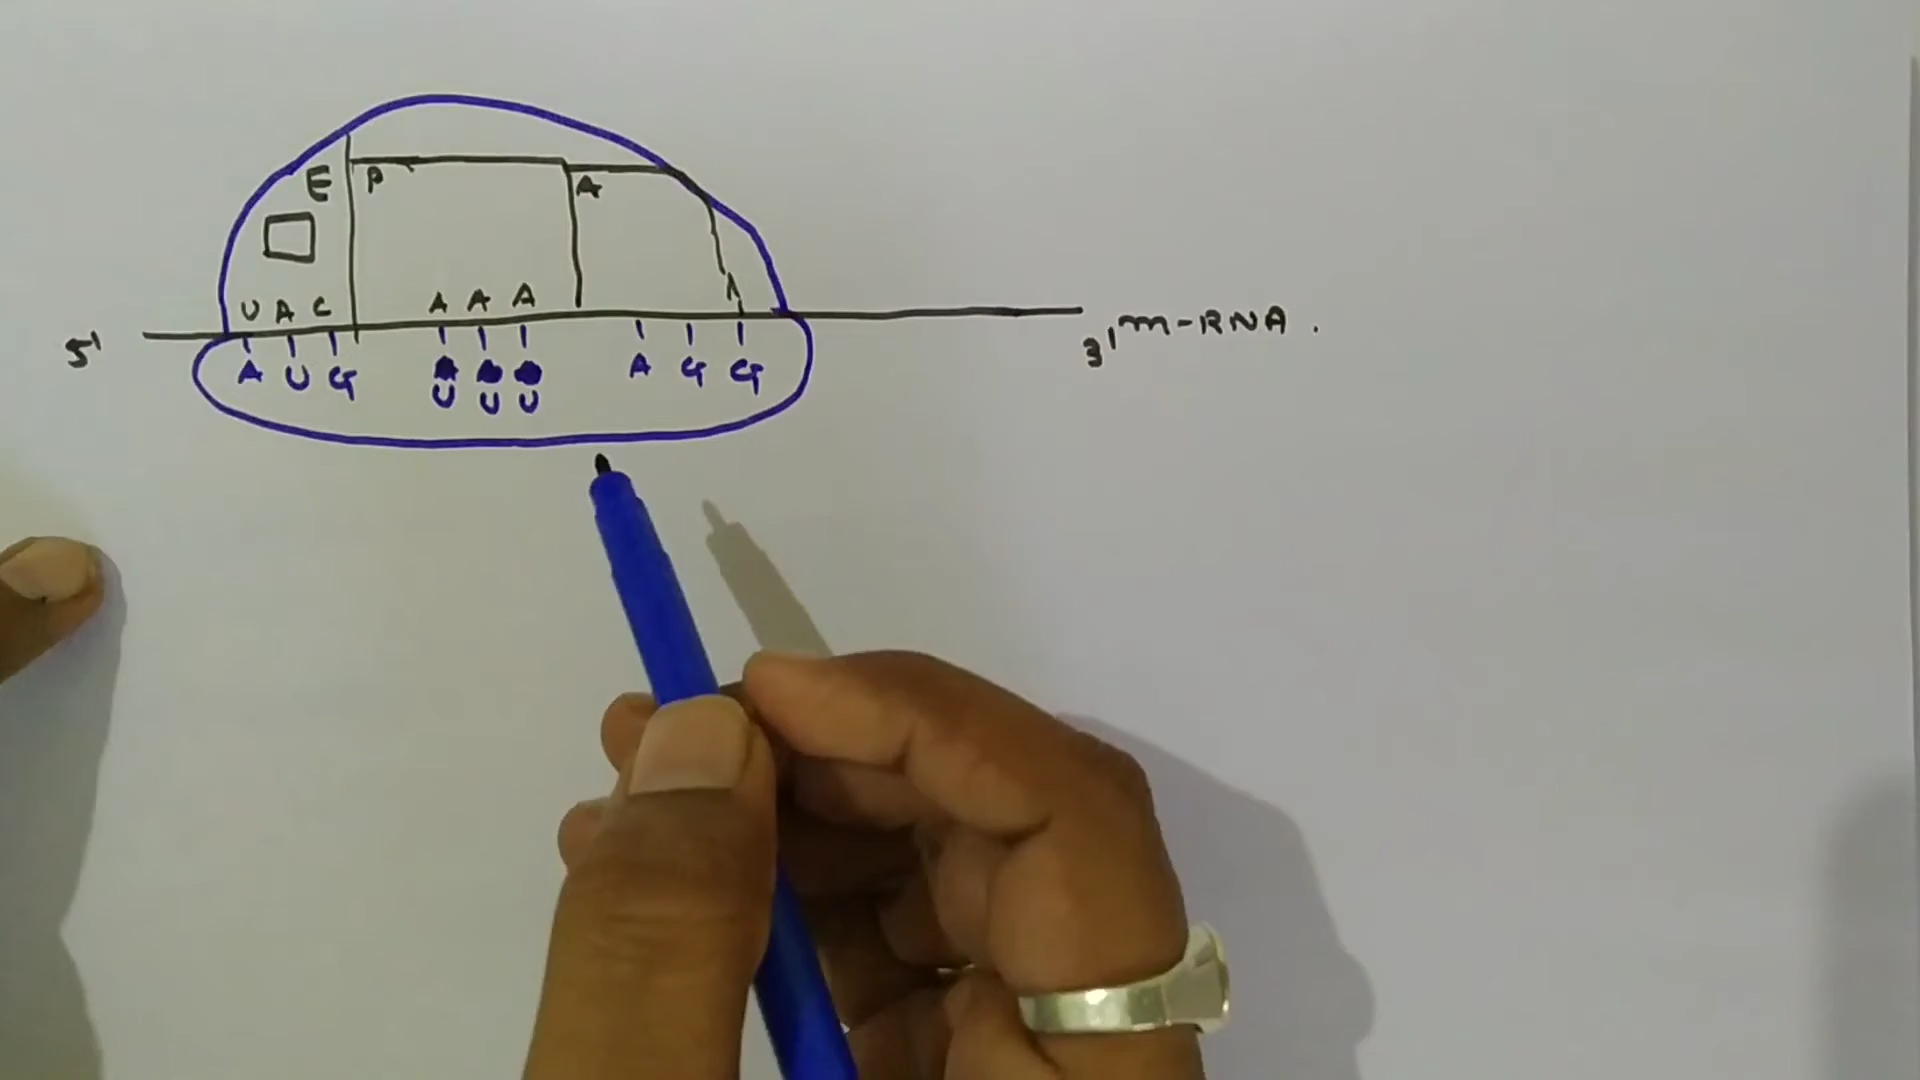 E P A
U A C A A A
5' 3' m-RNA.
A U G A G G
U U U